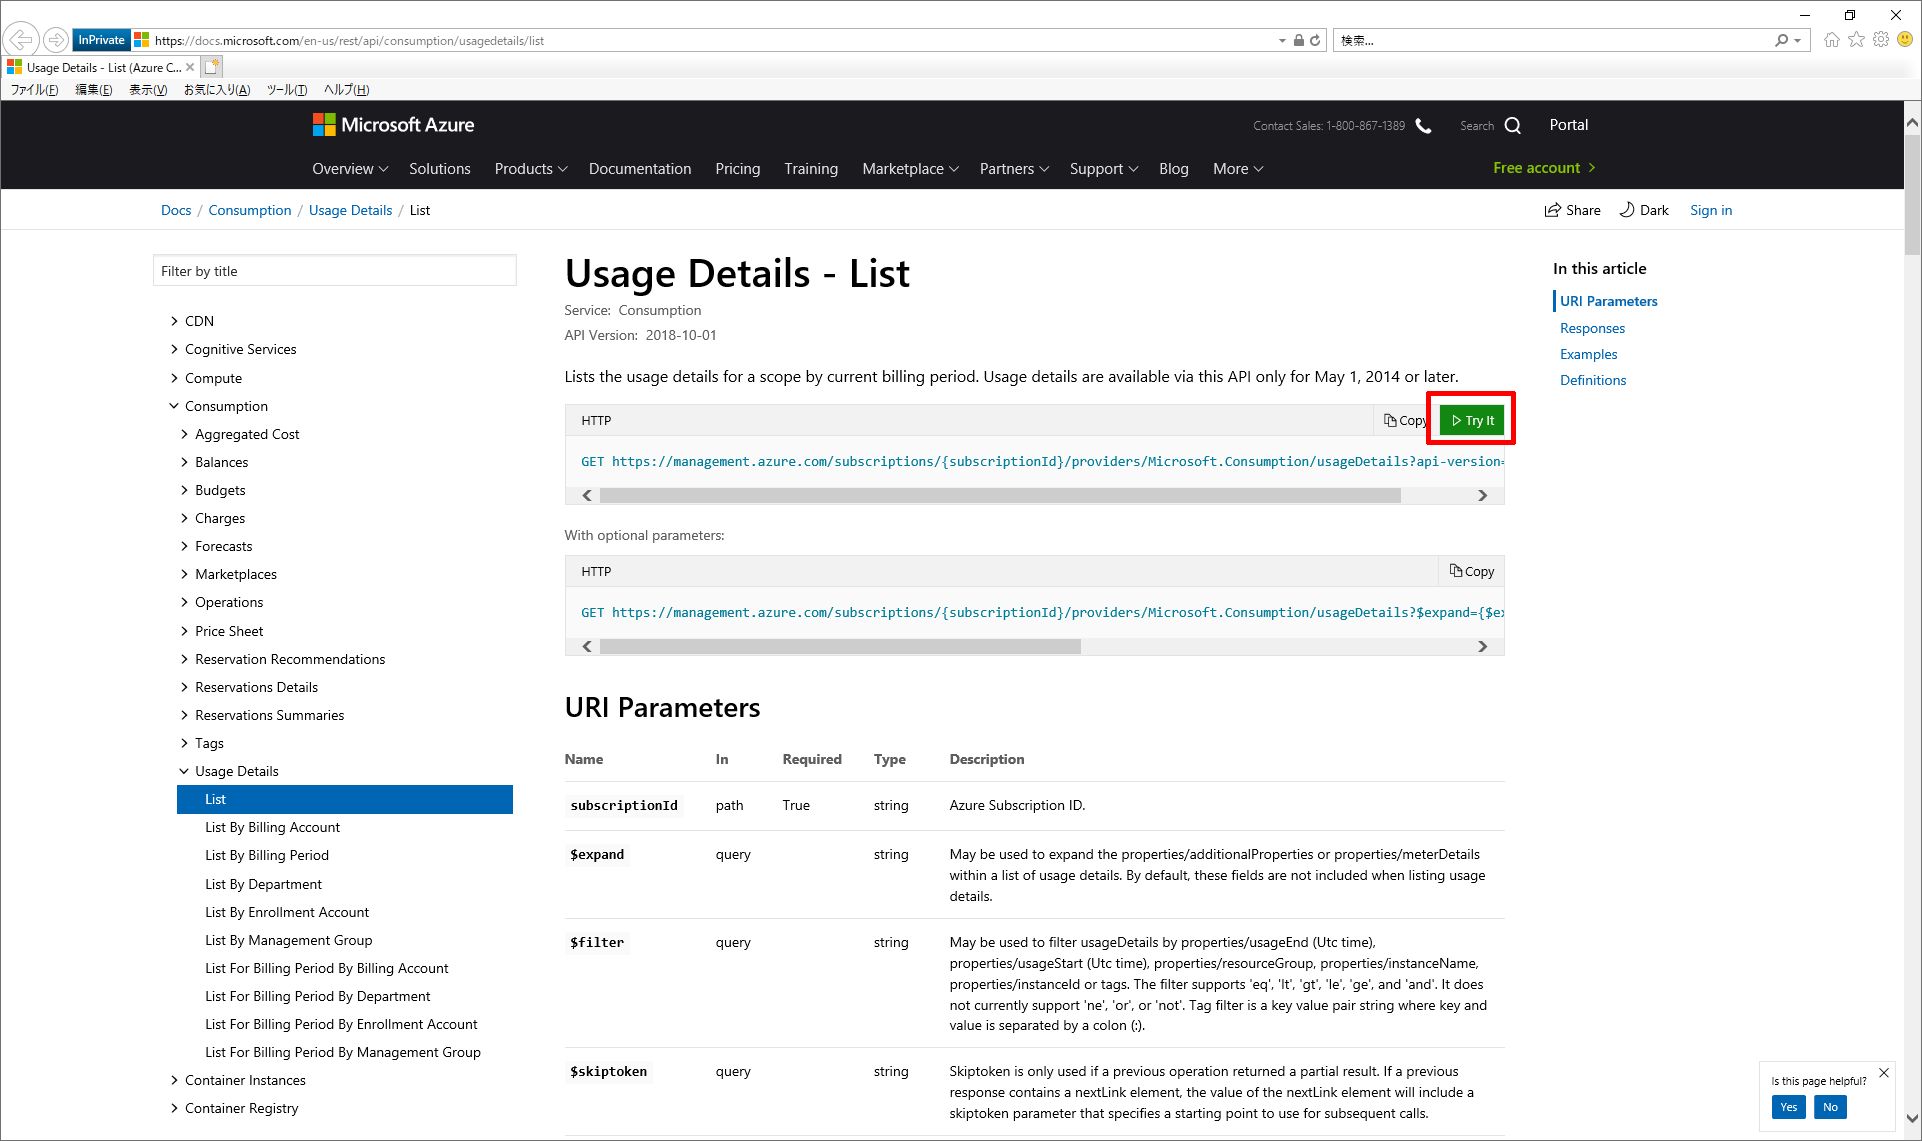 InPrivate https://docs.microsoft.com/en-us/rest/api/consumption/usagedetails/list 検索...
Usage Details - List (Azure C...
ファイル(F) 編集(E) 表示(V) お気に入り(A) ツール(T) ヘルプ(H)
Microsoft Azure
Contact Sales: 1-800-867-1389 Search Portal
Overview Solutions Products Documentation Pricing Training Marketplace Partners Support Blog More Free account
Docs / Consumption / Usage Details / List
Share Dark Sign in
Filter by title
CDN
Cognitive Services
Compute
Consumption
Aggregated Cost
Balances
Budgets
Charges
Forecasts
Marketplaces
Operations
Price Sheet
Reservation Recommendations
Reservations Details
Reservations Summaries
Tags
Usage Details
List
List By Billing Account
List By Billing Period
List By Department
List By Enrollment Account
List By Management Group
List For Billing Period By Billing Account
List For Billing Period By Department
List For Billing Period By Enrollment Account
List For Billing Period By Management Group
Container Instances
Container Registry
Usage Details - List
Service: Consumption
API Version: 2018-10-01
Lists the usage details for a scope by current billing period. Usage details are available via this API only for May 1, 2014 or later.
HTTP Copy Try It
GET https://management.azure.com/subscriptions/{subscriptionId}/providers/Microsoft.Consumption/usageDetails?api-version=
With optional parameters:
HTTP Copy
GET https://management.azure.com/subscriptions/{subscriptionId}/providers/Microsoft.Consumption/usageDetails?$expand={$ex
URI Parameters
Name In Required Type Description
subscriptionId path True string Azure Subscription ID.
$expand query string May be used to expand the properties/additionalProperties or properties/meterDetails
within a list of usage details. By default, these fields are not included when listing usage
details.
$filter query string May be used to filter usageDetails by properties/usageEnd (Utc time),
properties/usageStart (Utc time), properties/resourceGroup, properties/instanceName,
properties/instanceId or tags. The filter supports 'eq', 'lt', 'gt', 'le', 'ge', and 'and'. It does
not currently support 'ne', 'or', or 'not'. Tag filter is a key value pair string where key and
value is separated by a colon (:).
$skiptoken query string Skiptoken is only used if a previous operation returned a partial result. If a previous
response contains a nextLink element, the value of the nextLink element will include a
skiptoken parameter that specifies a starting point to use for subsequent calls.
In this article
URI Parameters
Responses
Examples
Definitions
Is this page helpful?
Yes No